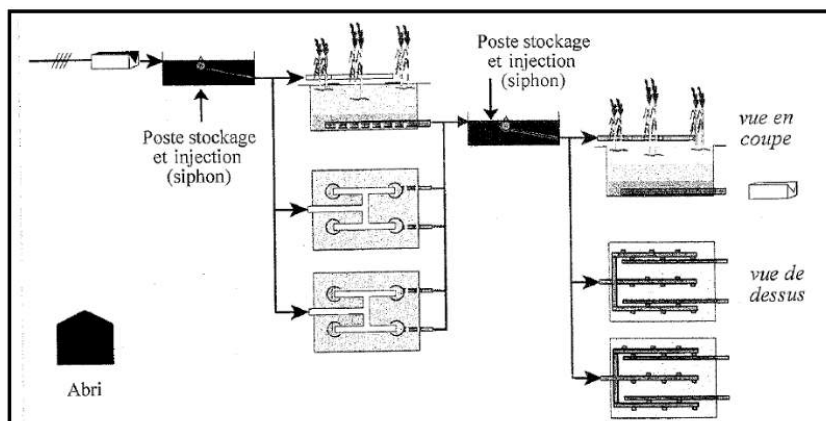 Poste stockage
et injection
(siphon)
Poste stockage
et injection
(siphon)
vue en
coupe
vue de
dessus
Abri